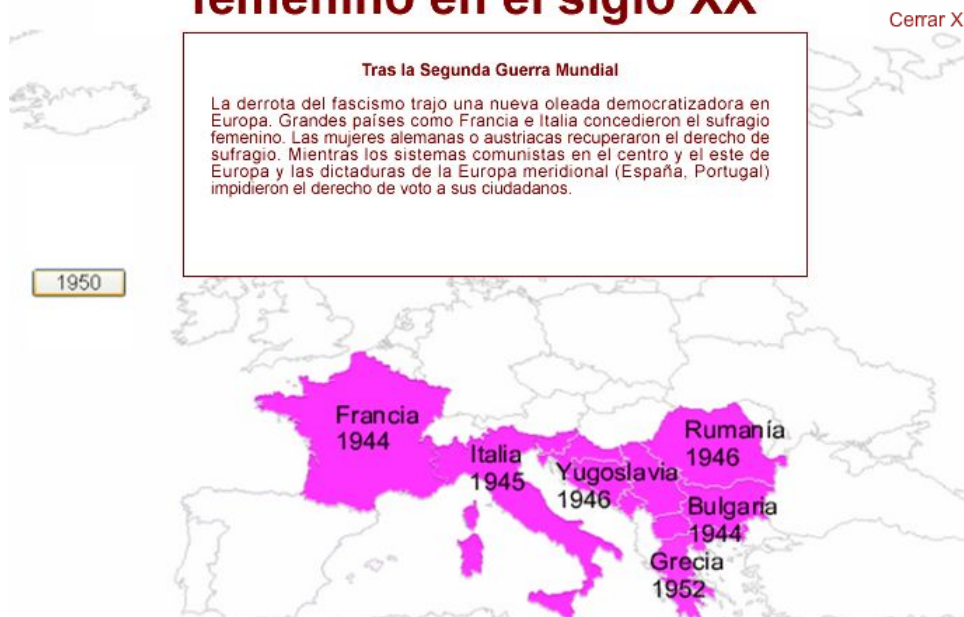 femenino en el siglo XX
Cerrar X
Tras la Segunda Guerra Mundial
La derrota del fascismo trajo una nueva oleada democratizadora en
Europa. Grandes países como Francia e Italia concedieron el sufragio
femenino. Las mujeres alemanas o austriacas recuperaron el derecho de
sufragio. Mientras los sistemas comunistas en el centro y el este de
Europa y las dictaduras de la Europa meridional (España, Portugal)
impidieron el derecho de voto a sus ciudadanos.
1950
Francia
1944
Italia
1945
Yugoslavia
1946
Rumanía
1946
Bulgaria
1944
Grecia
1952